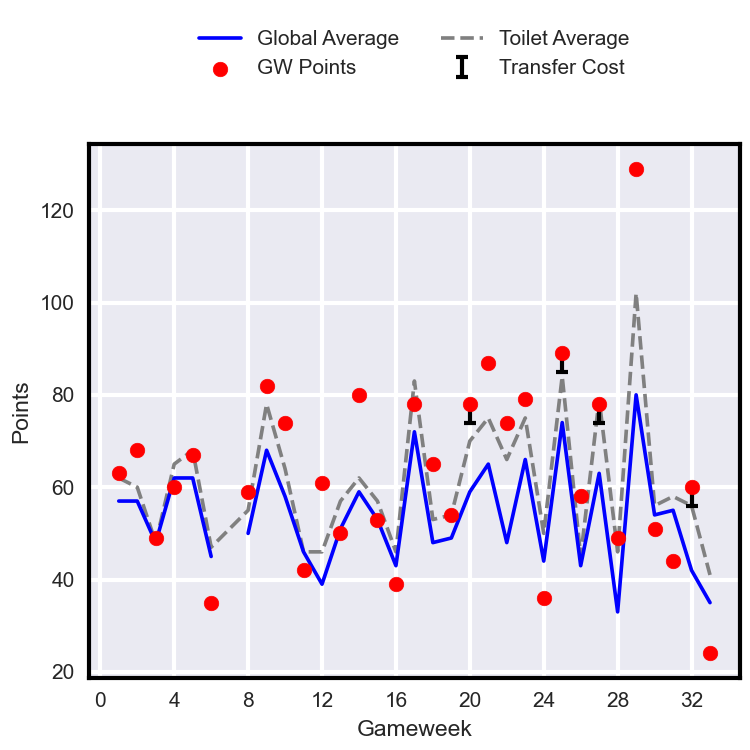 Global Average
Toilet Average
GW Points
Transfer Cost
120
100
80
60
40
20
Points
0 4 8 12 16 20 24 28 32
Gameweek